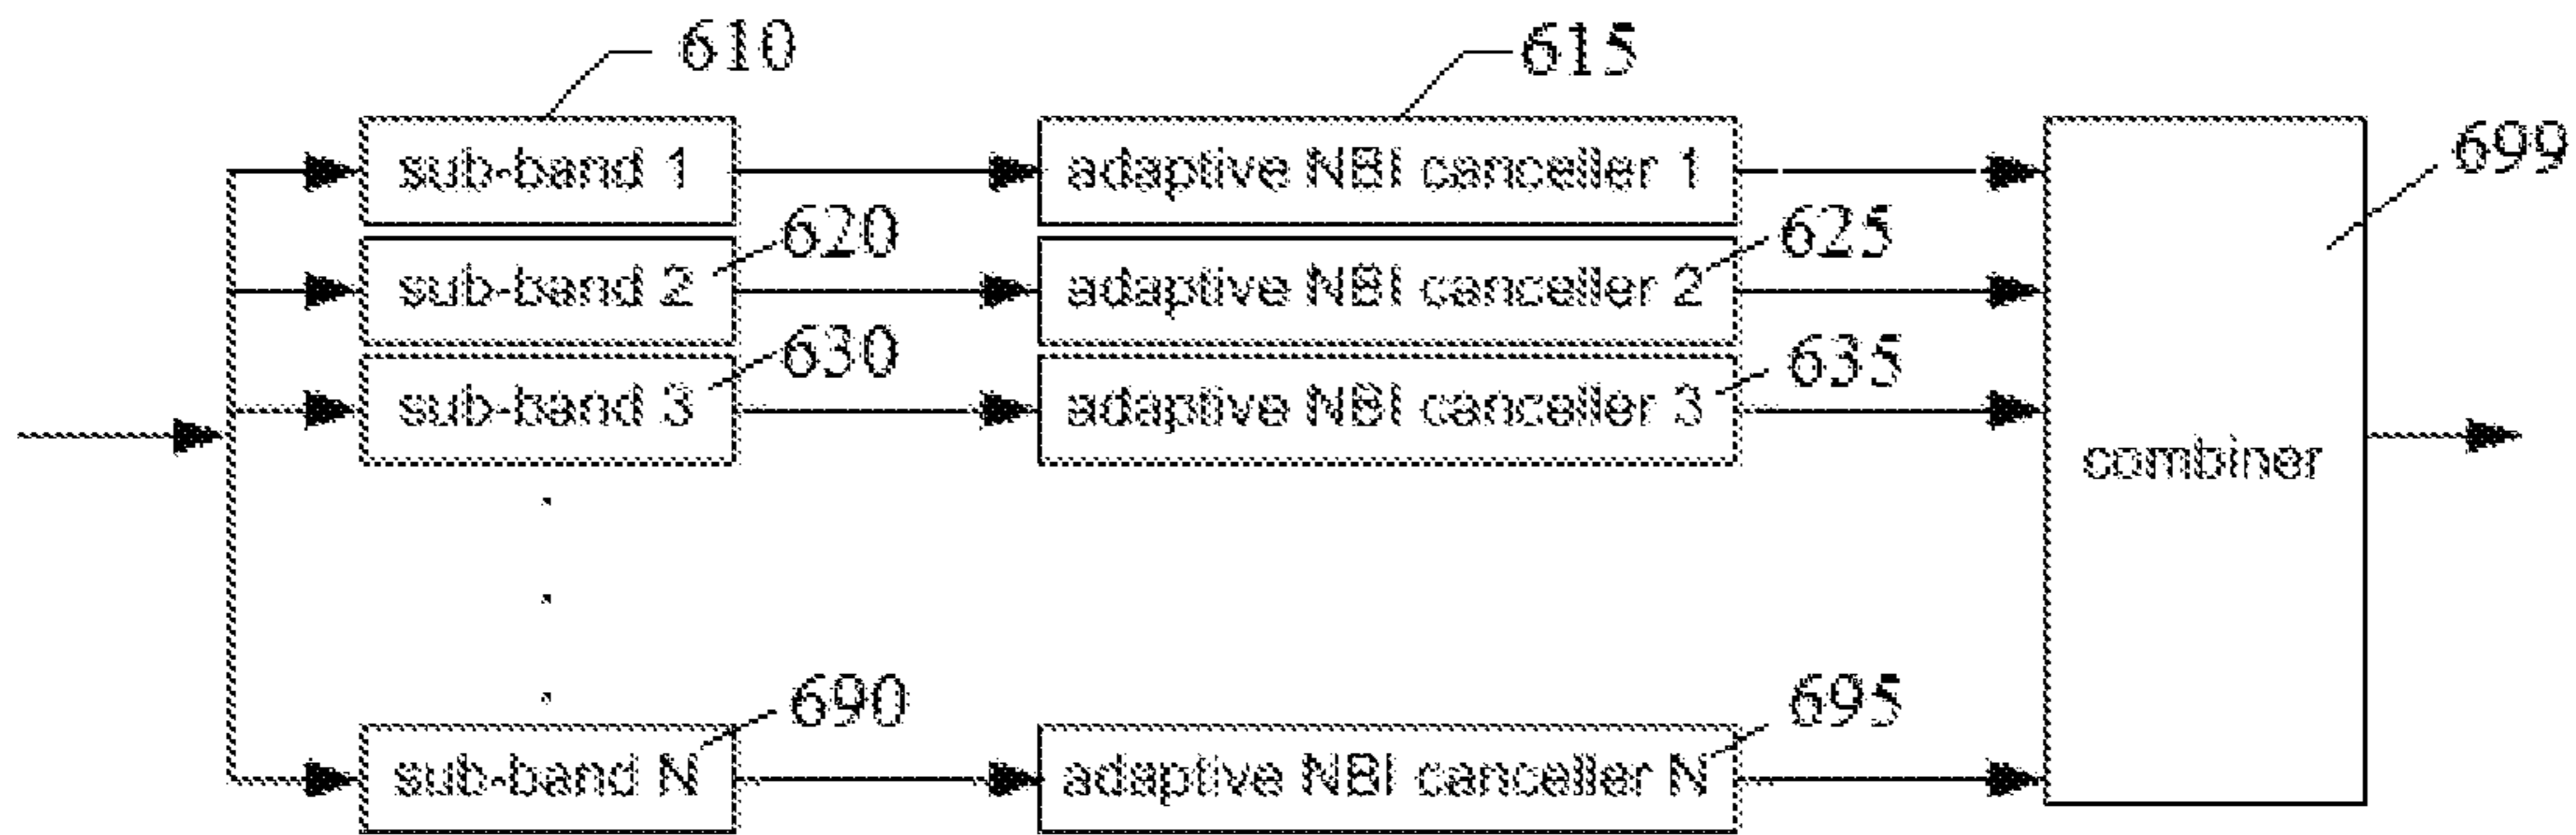 610
615
sub-band 1
adaptive NBI canceller 1
699
620
625
sub-band 2
adaptive NBI canceller 2
630
635
sub-band 3
adaptive NBI canceller 3
combiner
690
695
sub-band N
adaptive NBI canceller N